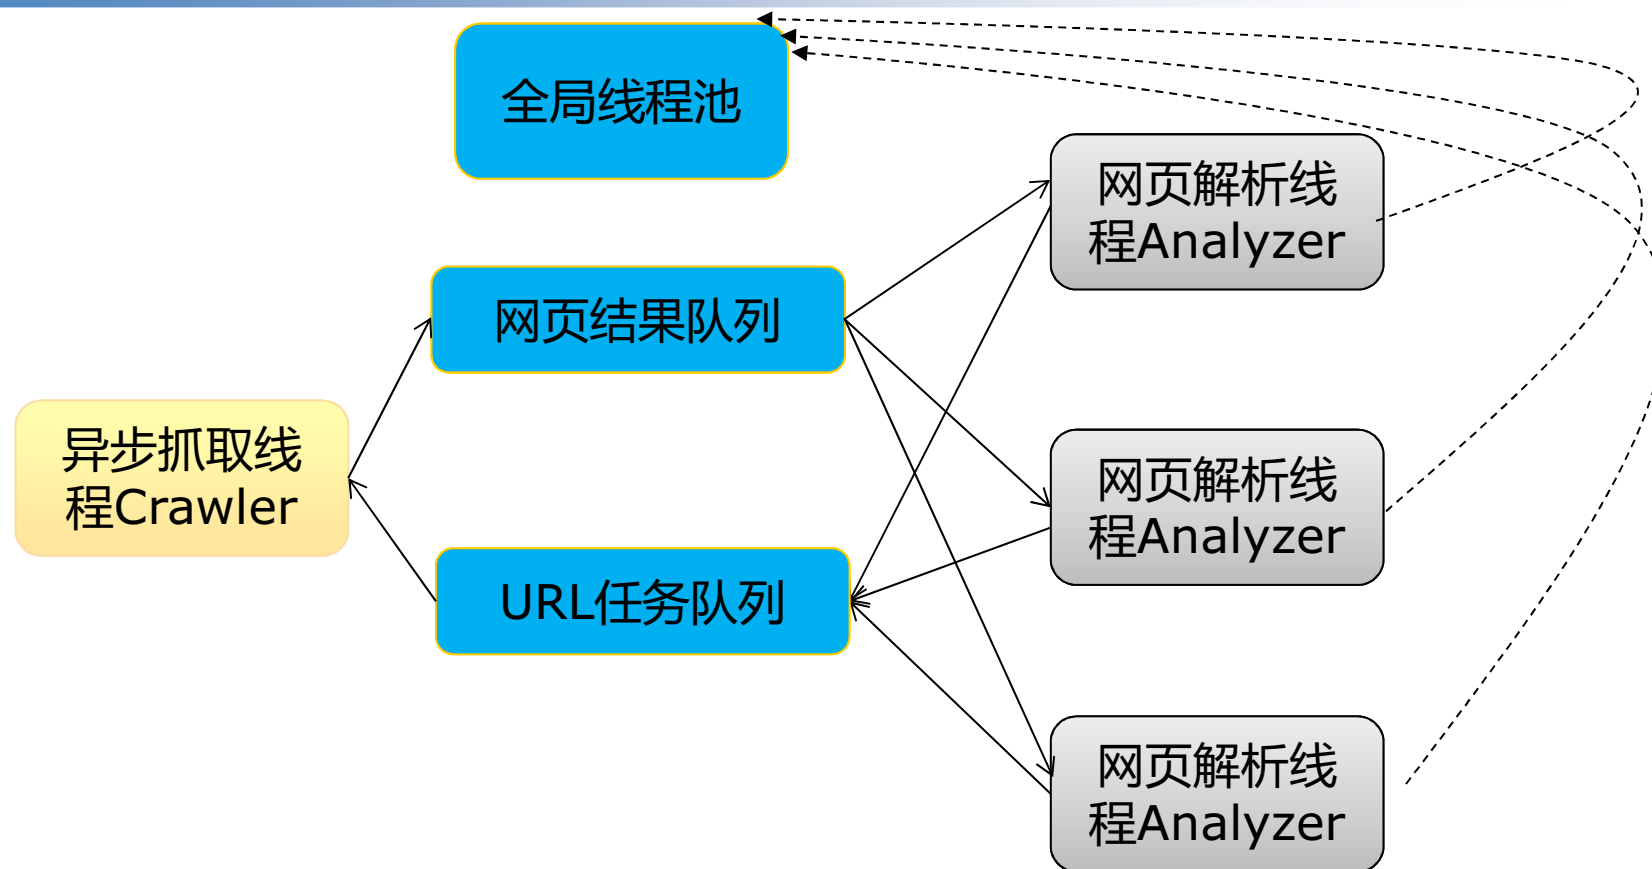 全局线程池
网页解析线
程Analyzer
网页结果队列
异步抓取线
程Crawler
网页解析线
程Analyzer
URL任务队列
网页解析线
程Analyzer